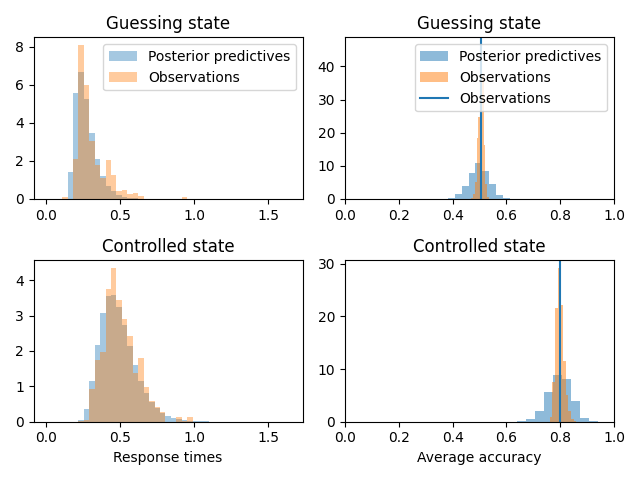 Guessing state
8
6
4
2
0
0.0 0.5 1.0 1.5
Posterior predictives
Observations
Guessing state
40
30
20
10
0
0.0 0.2 0.4 0.6 0.8 1.0
Posterior predictives
Observations
Observations
Controlled state
4
3
2
1
0
0.0 0.5 1.0 1.5
Response times
Controlled state
30
20
10
0
0.0 0.2 0.4 0.6 0.8 1.0
Average accuracy